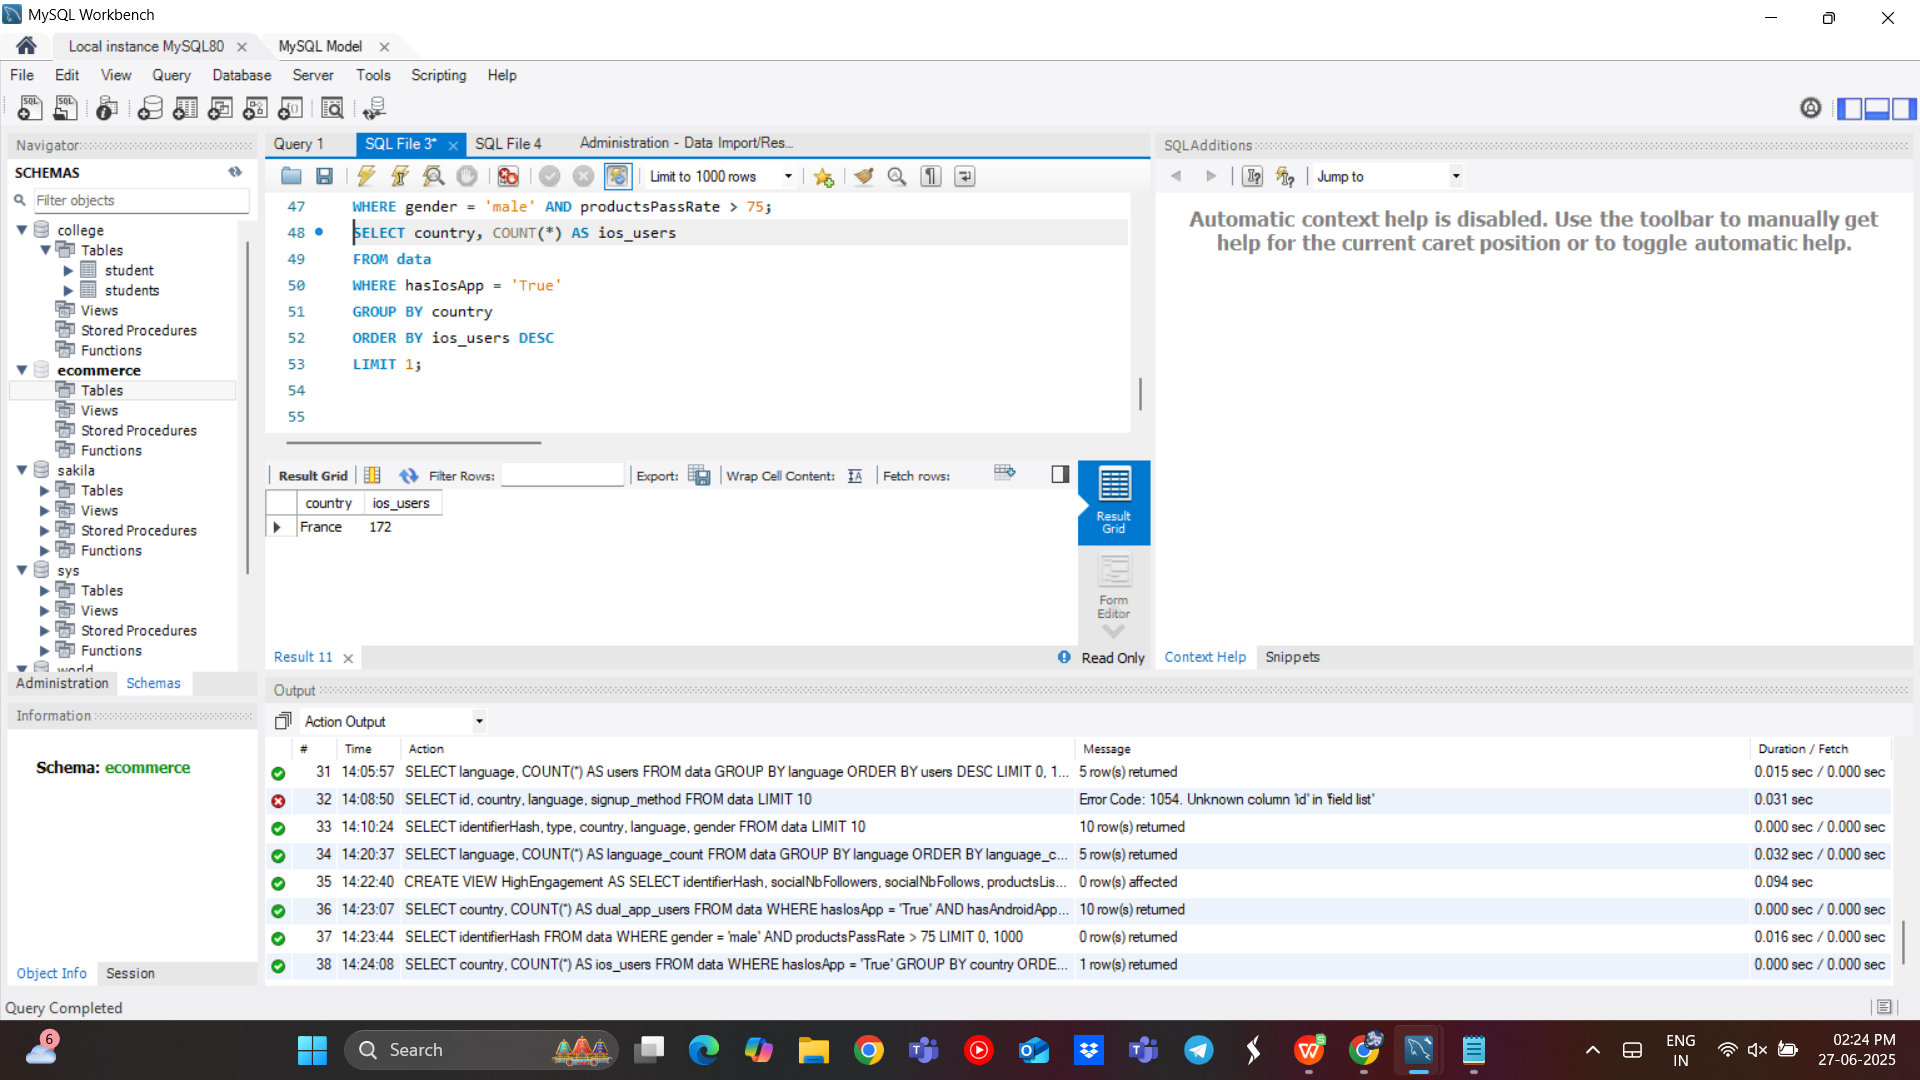 MySQL Workbench
Local instance MySQL80
MySQL Model
File Edit View Query Database Server Tools Scripting Help
Navigator
SCHEMAS
Filter objects
college
Tables
student
students
Views
Stored Procedures
Functions
ecommerce
Tables
Views
Stored Procedures
Functions
sakila
Tables
Views
Stored Procedures
Functions
sys
Tables
Views
Stored Procedures
Functions
world
Administration Schemas
Information
Schema: ecommerce
Object Info Session
Query Completed
Query 1 SQL File 3* SQL File 4 Administration - Data Import/Res...
Limit to 1000 rows
47 WHERE gender = 'male' AND productsPassRate > 75;
48 SELECT country, COUNT(*) AS ios_users
49 FROM data
50 WHERE hasIosApp = 'True'
51 GROUP BY country
52 ORDER BY ios_users DESC
53 LIMIT 1;
54
55
Result Grid Filter Rows: Export: Wrap Cell Content: Fetch rows:
country ios_users
France 172
Result Grid
Form Editor
Result 11
Read Only
SQLAdditions
Jump to
Automatic context help is disabled. Use the toolbar to manually get
help for the current caret position or to toggle automatic help.
Context Help Snippets
Output
Action Output
# Time Action Message Duration / Fetch
31 14:05:57 SELECT language, COUNT(*) AS users FROM data GROUP BY language ORDER BY users DESC LIMIT 0, 1... 5 row(s) returned 0.015 sec / 0.000 sec
32 14:08:50 SELECT id, country, language, signup_method FROM data LIMIT 10 Error Code: 1054. Unknown column 'id' in 'field list' 0.031 sec
33 14:10:24 SELECT identifierHash, type, country, language, gender FROM data LIMIT 10 10 row(s) returned 0.000 sec / 0.000 sec
34 14:20:37 SELECT language, COUNT(*) AS language_count FROM data GROUP BY language ORDER BY language_c... 5 row(s) returned 0.032 sec / 0.000 sec
35 14:22:40 CREATE VIEW HighEngagement AS SELECT identifierHash, socialNbFollowers, socialNbFollows, productsLis... 0 row(s) affected 0.094 sec
36 14:23:07 SELECT country, COUNT(*) AS dual_app_users FROM data WHERE hasIosApp = 'True' AND hasAndroidApp... 10 row(s) returned 0.000 sec / 0.000 sec
37 14:23:44 SELECT identifierHash FROM data WHERE gender = 'male' AND productsPassRate > 75 LIMIT 0, 1000 0 row(s) returned 0.016 sec / 0.000 sec
38 14:24:08 SELECT country, COUNT(*) AS ios_users FROM data WHERE hasIosApp = 'True' GROUP BY country ORDE... 1 row(s) returned 0.000 sec / 0.000 sec
6
Search
ENG
IN
02:24 PM
27-06-2025